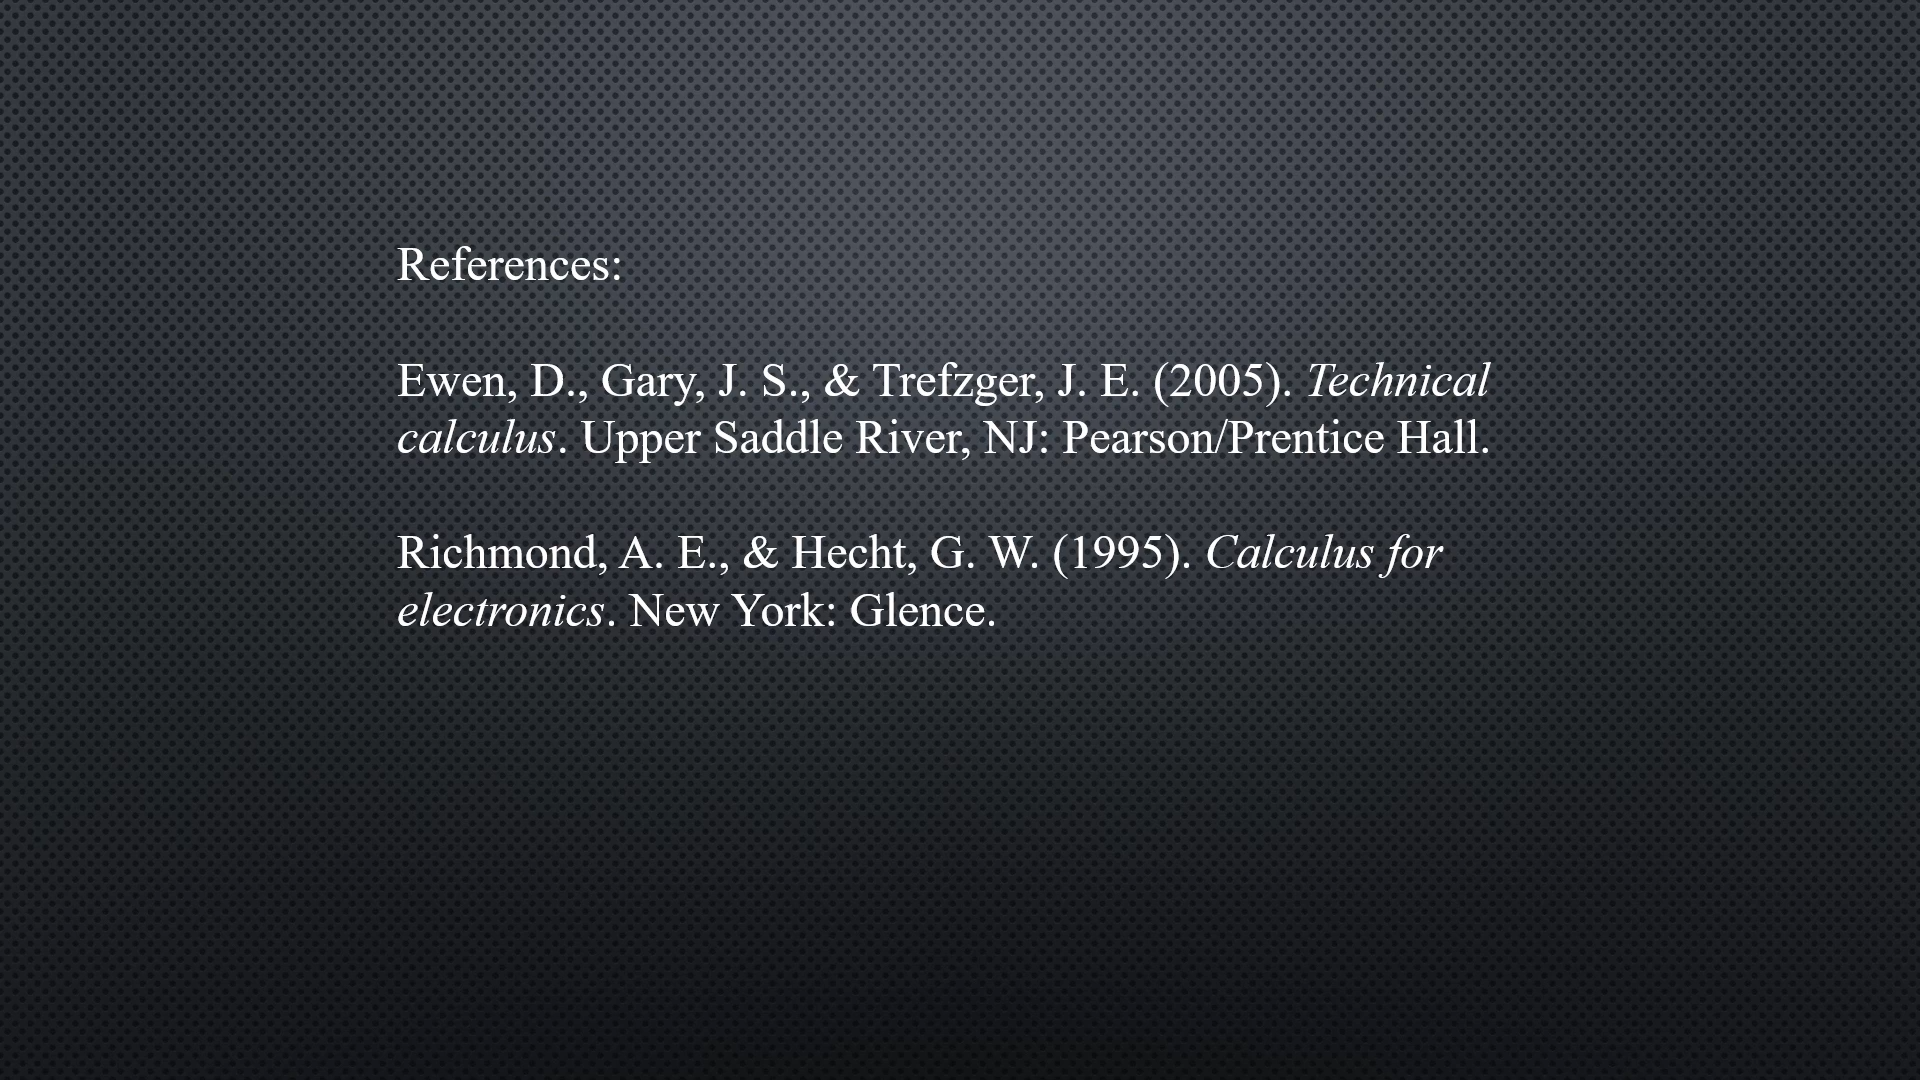 References:
Ewen, D., Gary, J. S., & Trefzger, J. E. (2005). Technical
calculus. Upper Saddle River, NJ: Pearson/Prentice Hall.
Richmond, A. E., & Hecht, G. W. (1995). Calculus for
electronics. New York: Glence.